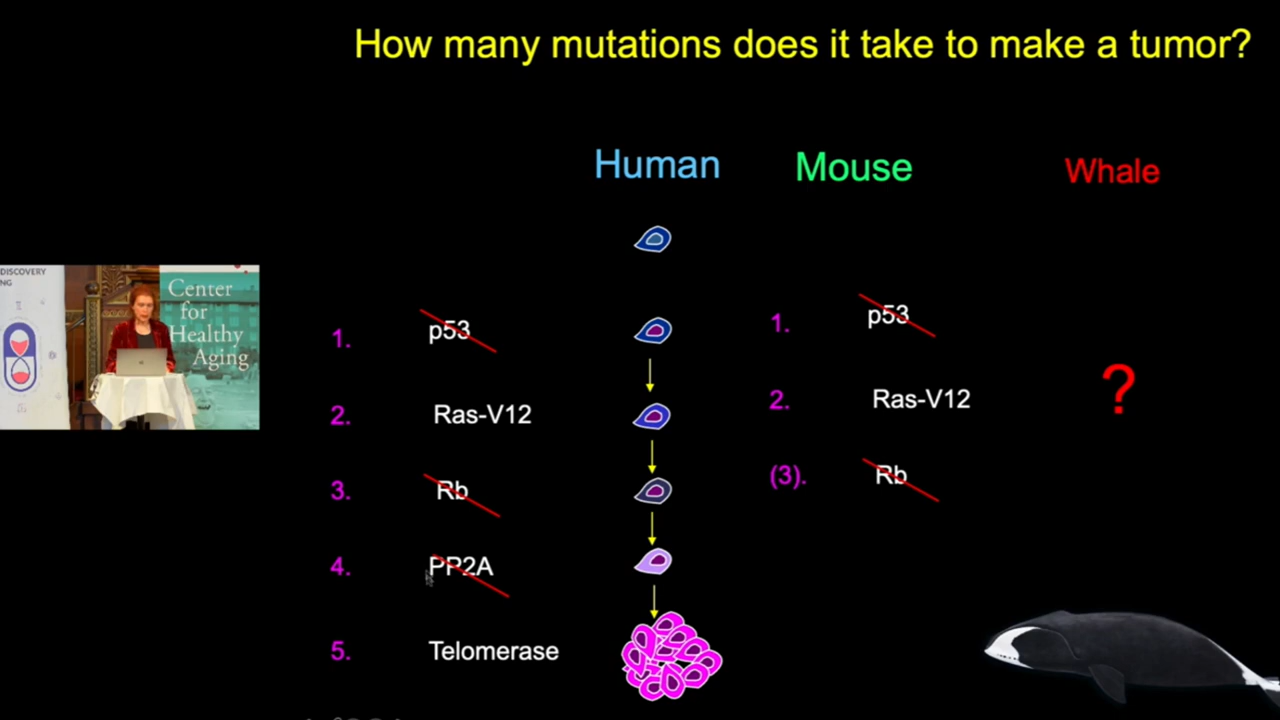 How many mutations does it take to make a tumor?
Human
Mouse
Whale
DISCOVERY
NG
Center
for
Healthy
Aging
1.
p53
2.
Ras-V12
3.
Rb
4.
PP2A
5.
Telomerase
1.
p53
2.
Ras-V12
(3).
Rb
?